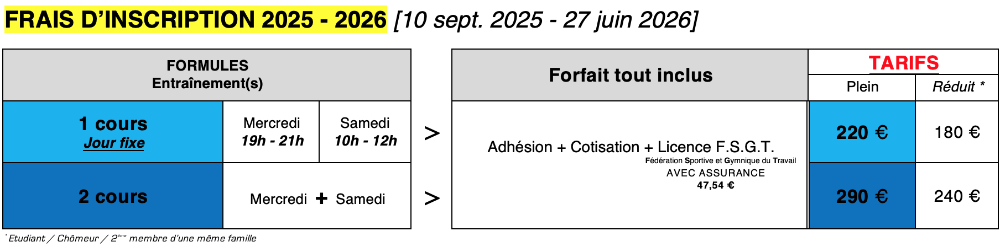 FRAIS D’INSCRIPTION 2025 - 2026 [10 sept. 2025 - 27 juin 2026]
FORMULES
Entraînement(s)
Forfait tout inclus
TARIFS
Plein
Réduit *
1 cours
Jour fixe
Mercredi
19h - 21h
Samedi
10h - 12h
>
Adhésion + Cotisation + Licence F.S.G.T.
Fédération Sportive et Gymnique du Travail
AVEC ASSURANCE
47,54 €
220 €
180 €
2 cours
Mercredi + Samedi
>
290 €
240 €
* Etudiant / Chômeur / 2ème membre d’une même famille